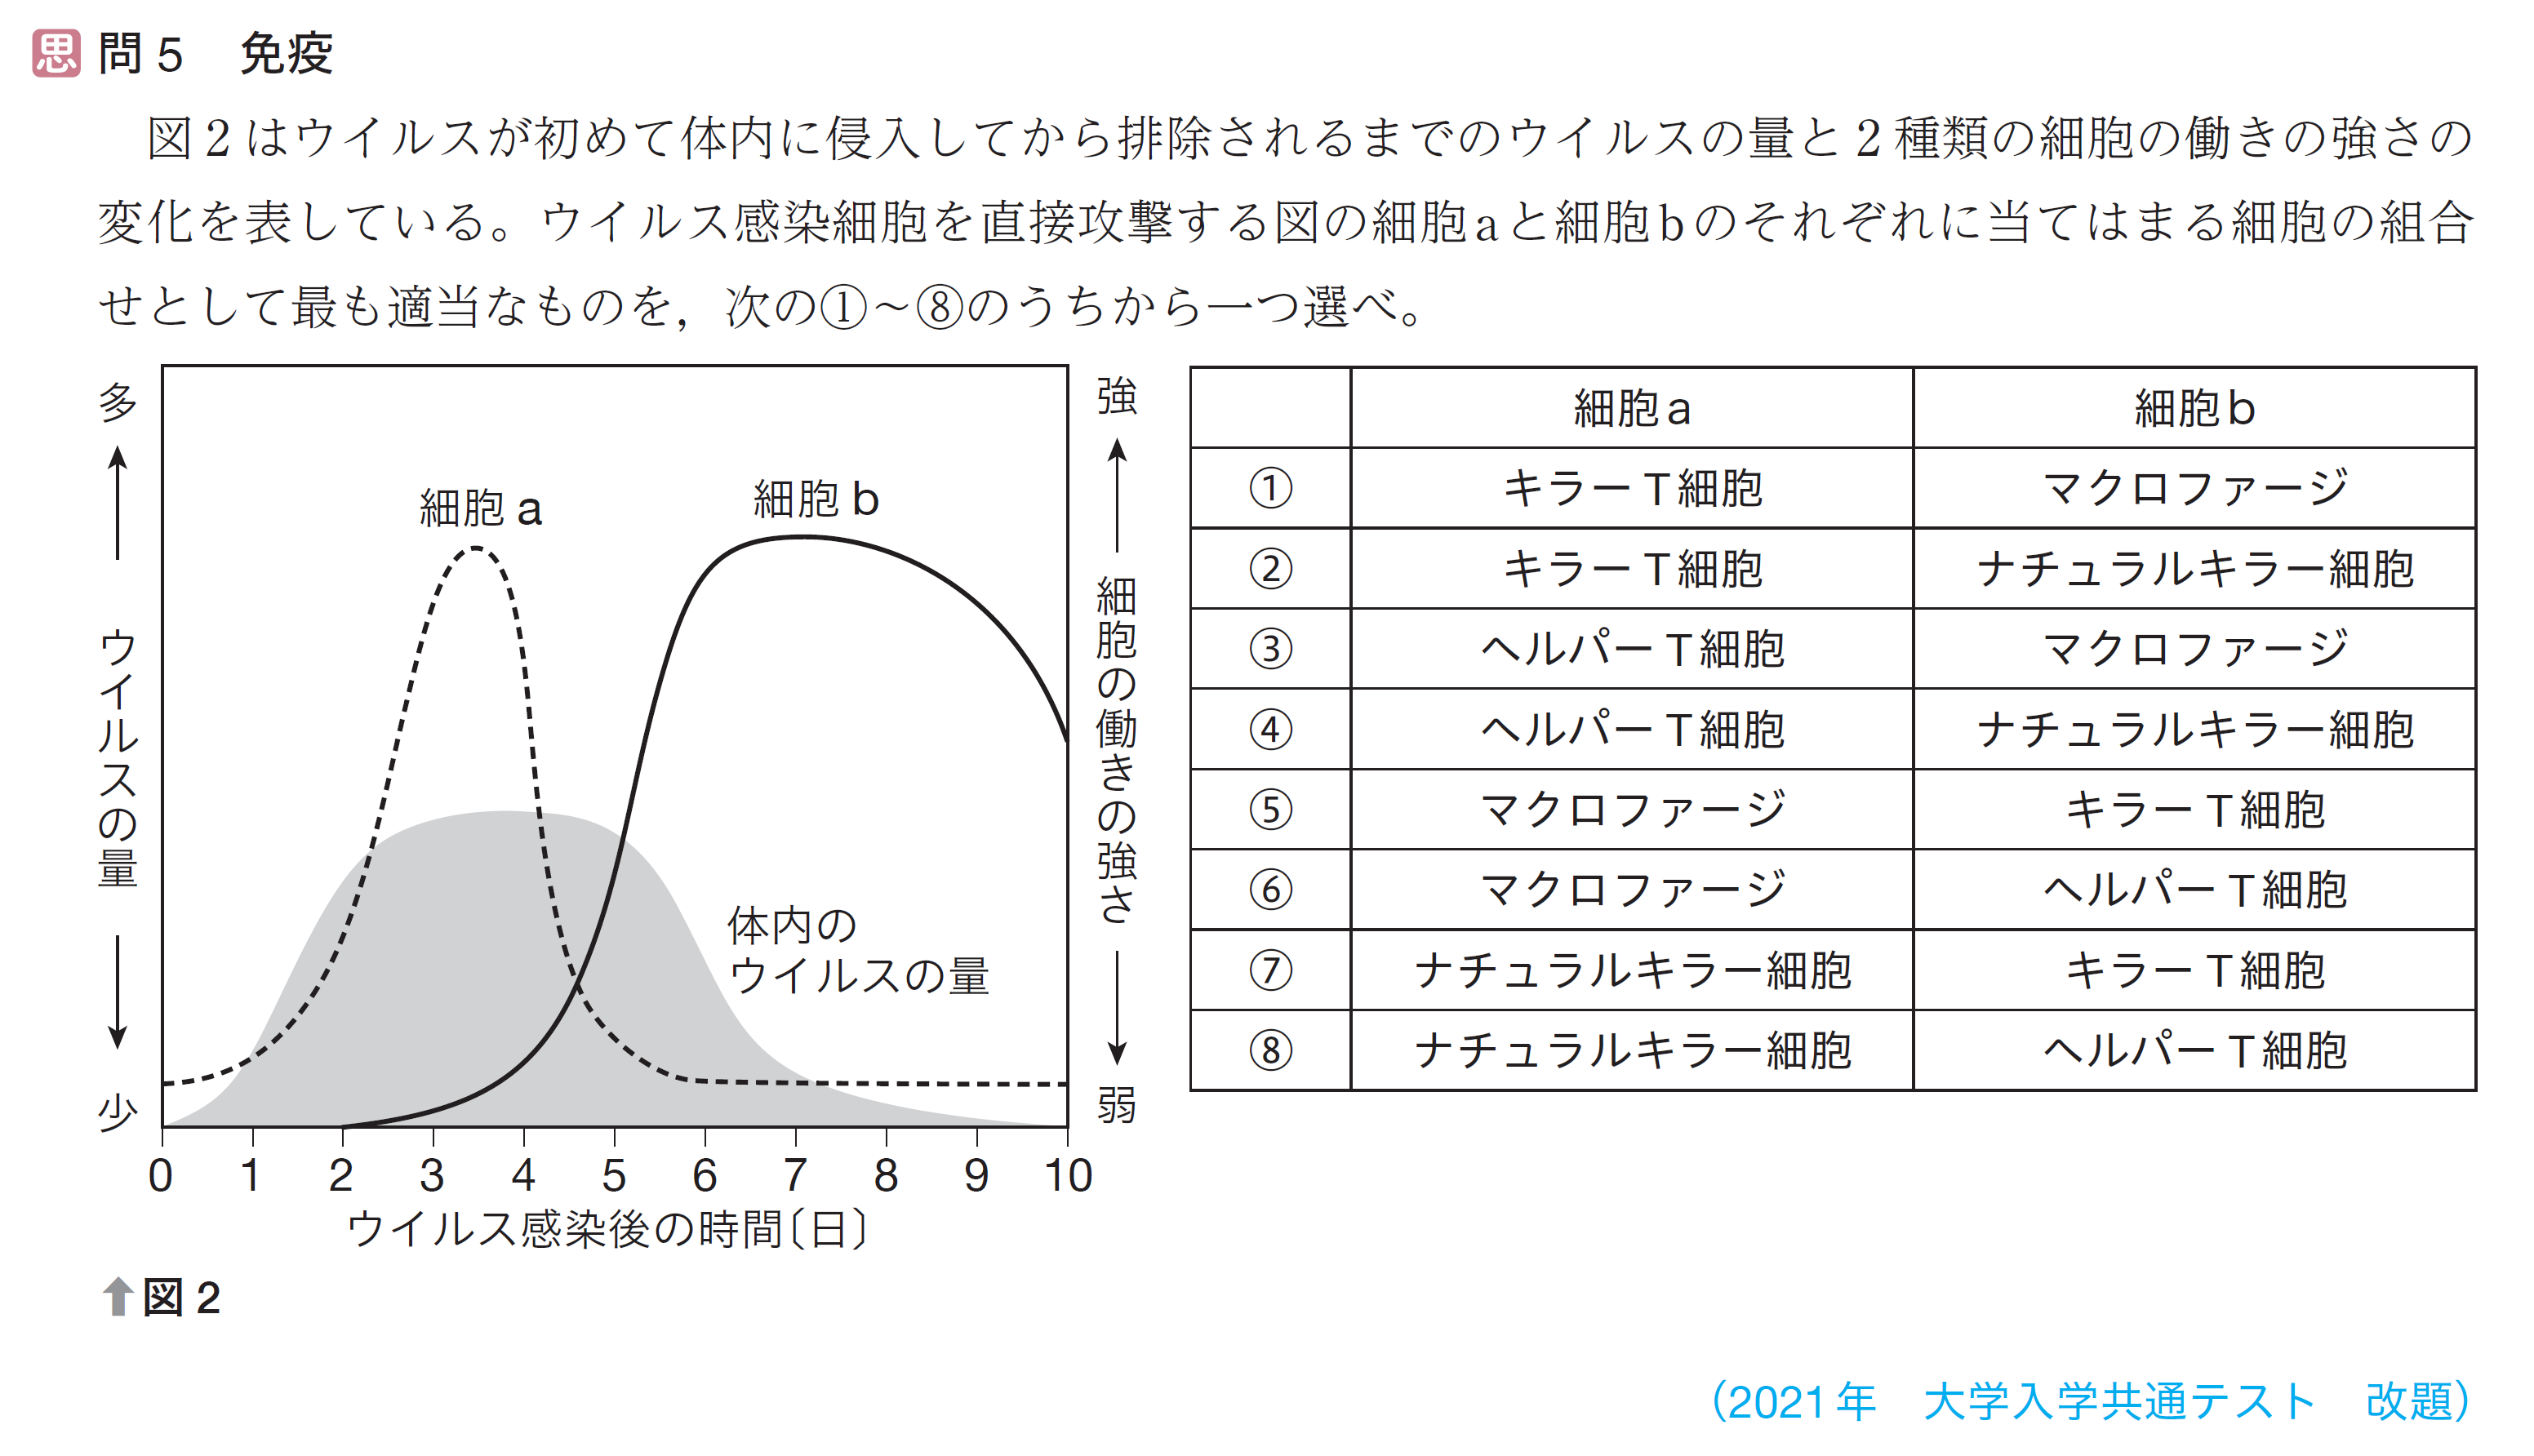 思 問5 免疫
図2はウイルスが初めて体内に侵入してから排除されるまでのウイルスの量と2種類の細胞の働きの強さの
変化を表している。ウイルス感染細胞を直接攻撃する図の細胞aと細胞bのそれぞれに当てはまる細胞の組合
せとして最も適当なものを，次の①～⑧のうちから一つ選べ。
多
ウイルスの量
少
細胞a
細胞b
体内の
ウイルスの量
強
細胞の働きの強さ
弱
0 1 2 3 4 5 6 7 8 9 10
ウイルス感染後の時間〔日〕
図2
細胞a 細胞b
① キラーT細胞 マクロファージ
② キラーT細胞 ナチュラルキラー細胞
③ ヘルパーT細胞 マクロファージ
④ ヘルパーT細胞 ナチュラルキラー細胞
⑤ マクロファージ キラーT細胞
⑥ マクロファージ ヘルパーT細胞
⑦ ナチュラルキラー細胞 キラーT細胞
⑧ ナチュラルキラー細胞 ヘルパーT細胞
（2021年 大学入学共通テスト 改題）